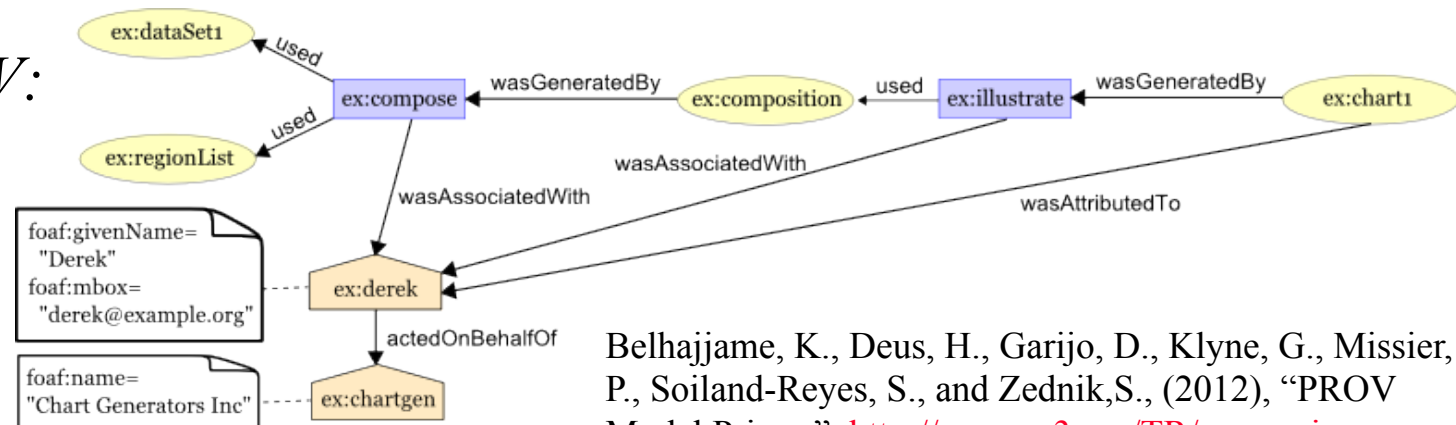 V:
ex:dataSet1
used
ex:compose
wasGeneratedBy
ex:composition
used
ex:illustrate
wasGeneratedBy
ex:chart1
used
ex:regionList
wasAssociatedWith
wasAssociatedWith
wasAttributedTo
foaf:givenName=
"Derek"
foaf:mbox=
"derek@example.org"
ex:derek
actedOnBehalfOf
foaf:name=
"Chart Generators Inc"
ex:chartgen
Belhajjame, K., Deus, H., Garijo, D., Klyne, G., Missier,
P., Soiland-Reyes, S., and Zednik,S., (2012), “PROV